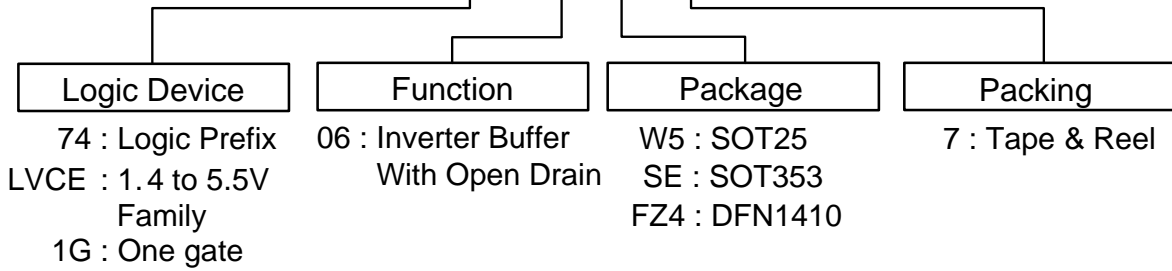 Logic Device
74 : Logic Prefix
LVCE : 1.4 to 5.5V
Family
1G : One gate
Function
06 : Inverter Buffer
With Open Drain
Package
W5 : SOT25
SE : SOT353
FZ4 : DFN1410
Packing
7 : Tape & Reel